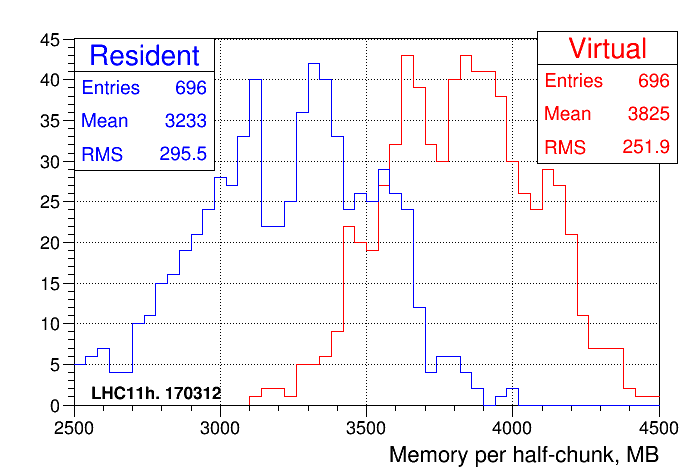 Resident
Entries 696
Mean 3233
RMS 295.5
Virtual
Entries 696
Mean 3825
RMS 251.9
45
40
35
30
25
20
15
10
5
0
LHC11h. 170312
2500 3000 3500 4000 4500
Memory per half-chunk, MB